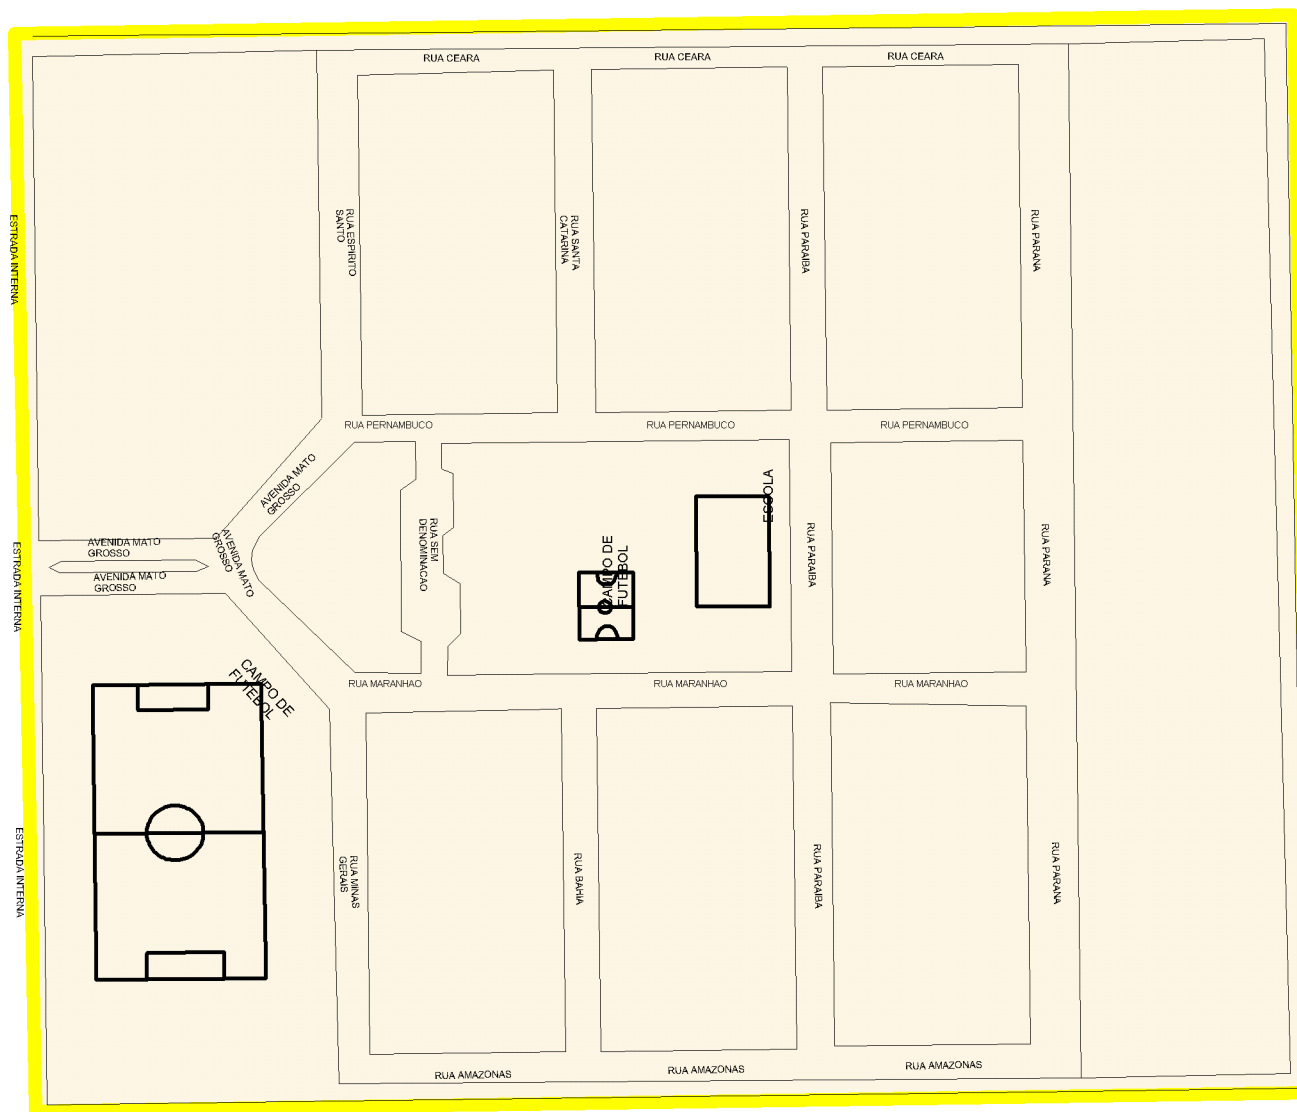 RUA CEARA
RUA CEARA
RUA CEARA
ESTRADA INTERNA
RUA ESPIRITO
SANTO
RUA SANTA
CATARINA
RUA PARAIBA
RUA PARANA
RUA PERNAMBUCO
RUA PERNAMBUCO
RUA PERNAMBUCO
AVENIDA MATO
GROSSO
ESCOLA
AVENIDA MATO
GROSSO
AVENIDA MATO
GROSSO
AVENIDA MATO
GROSSO
ESTRADA INTERNA
RUA SEM
DENOMINACAO
CAMPO DE
FUTEBOL
RUA PARAIBA
RUA PARANA
CAMPO DE
FUTEBOL
RUA MARANHAO
RUA MARANHAO
RUA MARANHAO
ESTRADA INTERNA
RUA MINAS
GERAIS
RUA BAHIA
RUA PARAIBA
RUA PARANA
RUA AMAZONAS
RUA AMAZONAS
RUA AMAZONAS